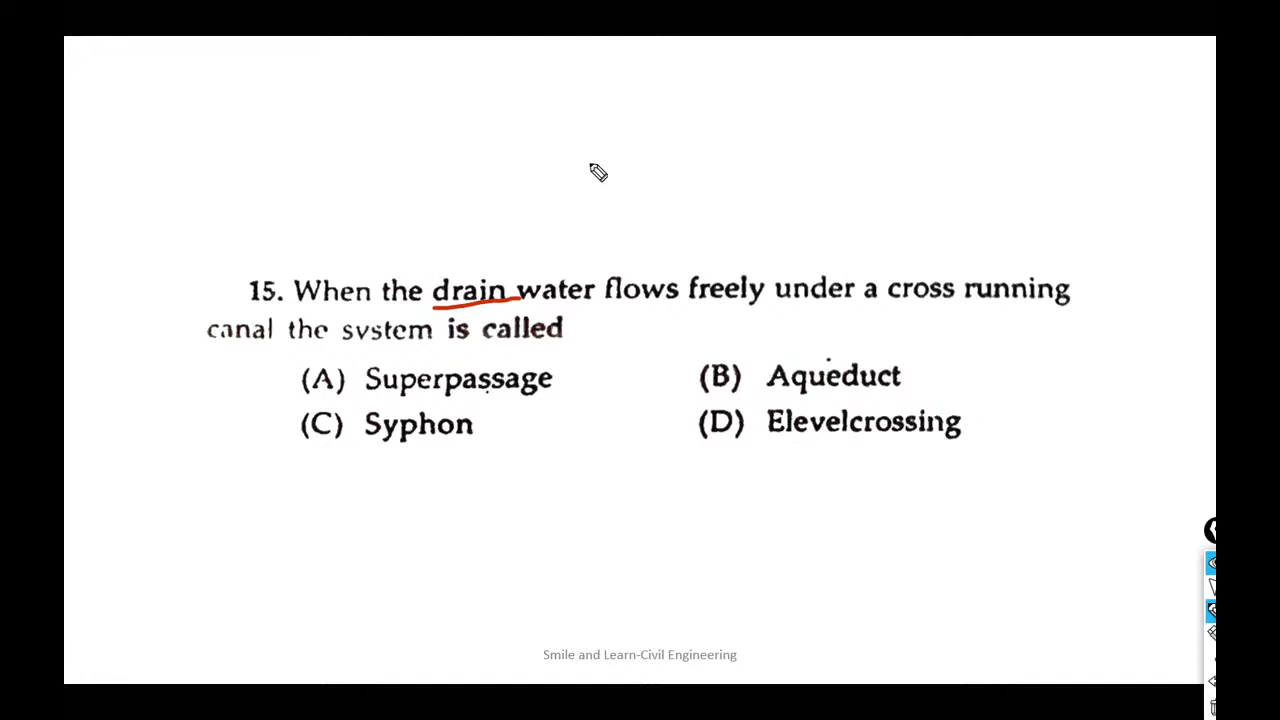 15. When the drain water flows freely under a cross running
canal the system is called
(A) Superpassage (B) Aqueduct
(C) Syphon (D) Elevelcrossing
Smile and Learn-Civil Engineering